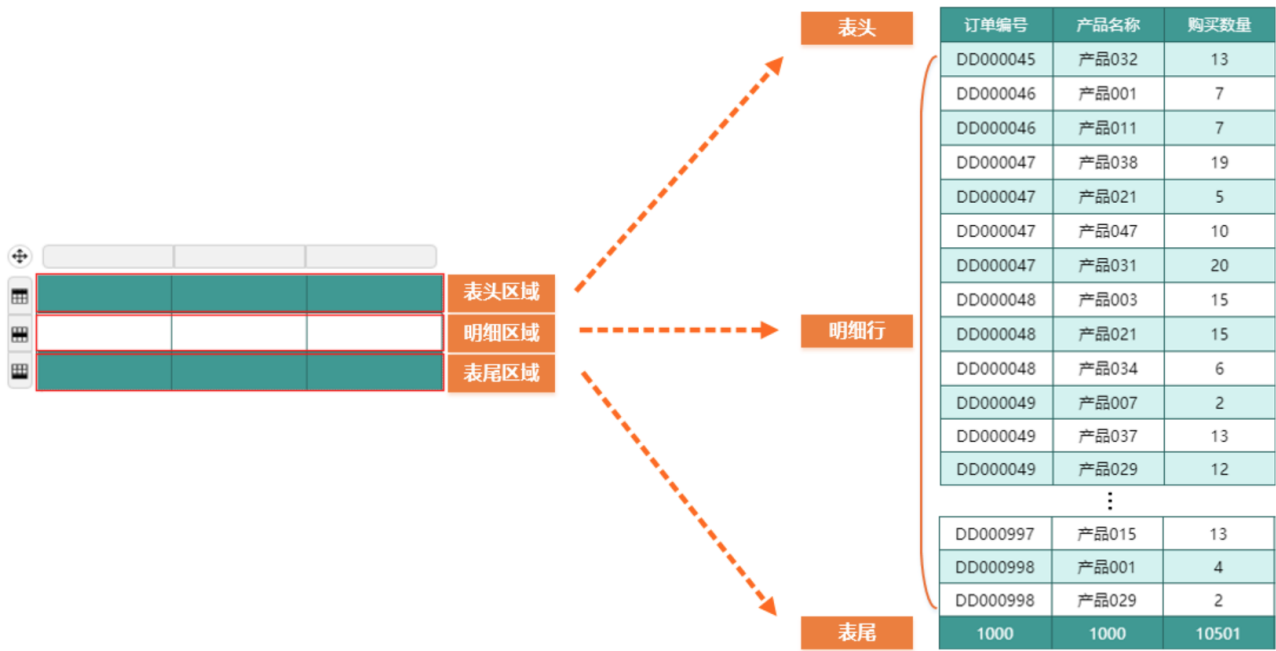 表头区域
明细区域
表尾区域
表头
明细行
表尾
订单编号 产品名称 购买数量
DD000045 产品032 13
DD000046 产品001 7
DD000046 产品011 7
DD000047 产品038 19
DD000047 产品021 5
DD000047 产品047 10
DD000047 产品031 20
DD000048 产品003 15
DD000048 产品021 15
DD000048 产品034 6
DD000049 产品007 2
DD000049 产品037 13
DD000049 产品029 12
⋮
DD000997 产品015 13
DD000998 产品001 4
DD000998 产品029 2
1000 1000 10501